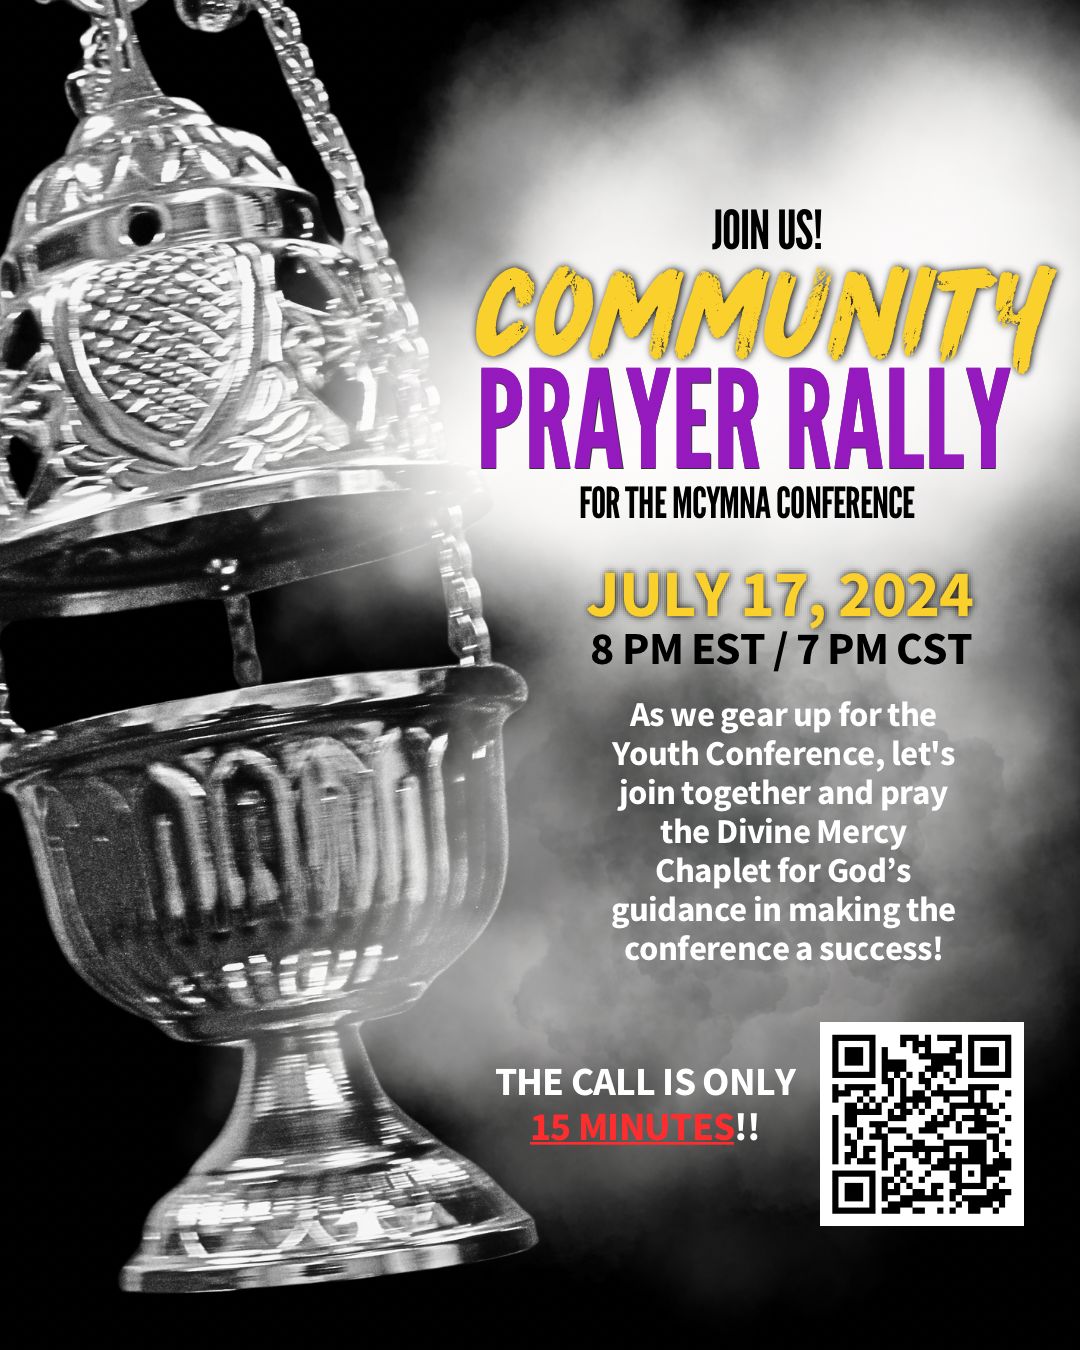 JOIN US!
COMMUNITY
PRAYER RALLY
FOR THE MCYMNA CONFERENCE
JULY 17, 2024
8 PM EST / 7 PM CST
As we gear up for the
Youth Conference, let's
join together and pray
the Divine Mercy
Chaplet for God’s
guidance in making the
conference a success!
THE CALL IS ONLY
15 MINUTES!!